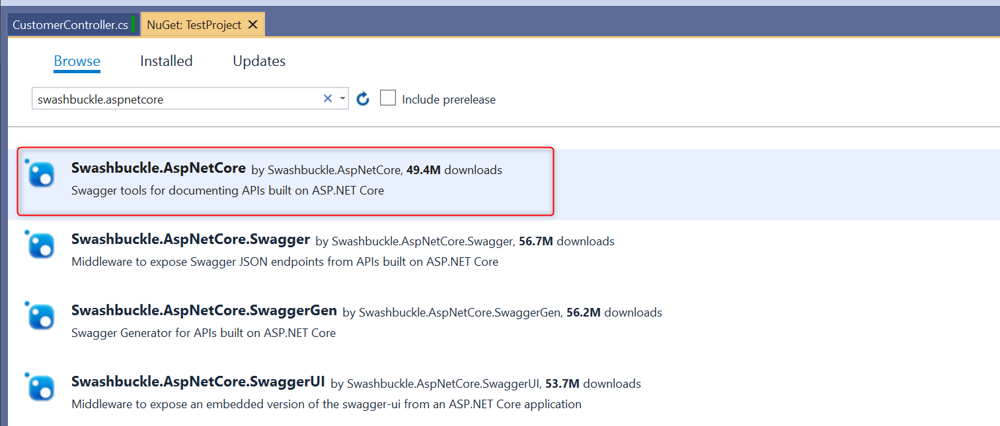 CustomerController.cs NuGet: TestProject
Browse Installed Updates
swashbuckle.aspnetcore Include prerelease
Swashbuckle.AspNetCore by Swashbuckle.AspNetCore, 49.4M downloads
Swagger tools for documenting APIs built on ASP.NET Core
Swashbuckle.AspNetCore.Swagger by Swashbuckle.AspNetCore.Swagger, 56.7M downloads
Middleware to expose Swagger JSON endpoints from APIs built on ASP.NET Core
Swashbuckle.AspNetCore.SwaggerGen by Swashbuckle.AspNetCore.SwaggerGen, 56.2M downloads
Swagger Generator for APIs built on ASP.NET Core
Swashbuckle.AspNetCore.SwaggerUI by Swashbuckle.AspNetCore.SwaggerUI, 53.7M downloads
Middleware to expose an embedded version of the swagger-ui from an ASP.NET Core application